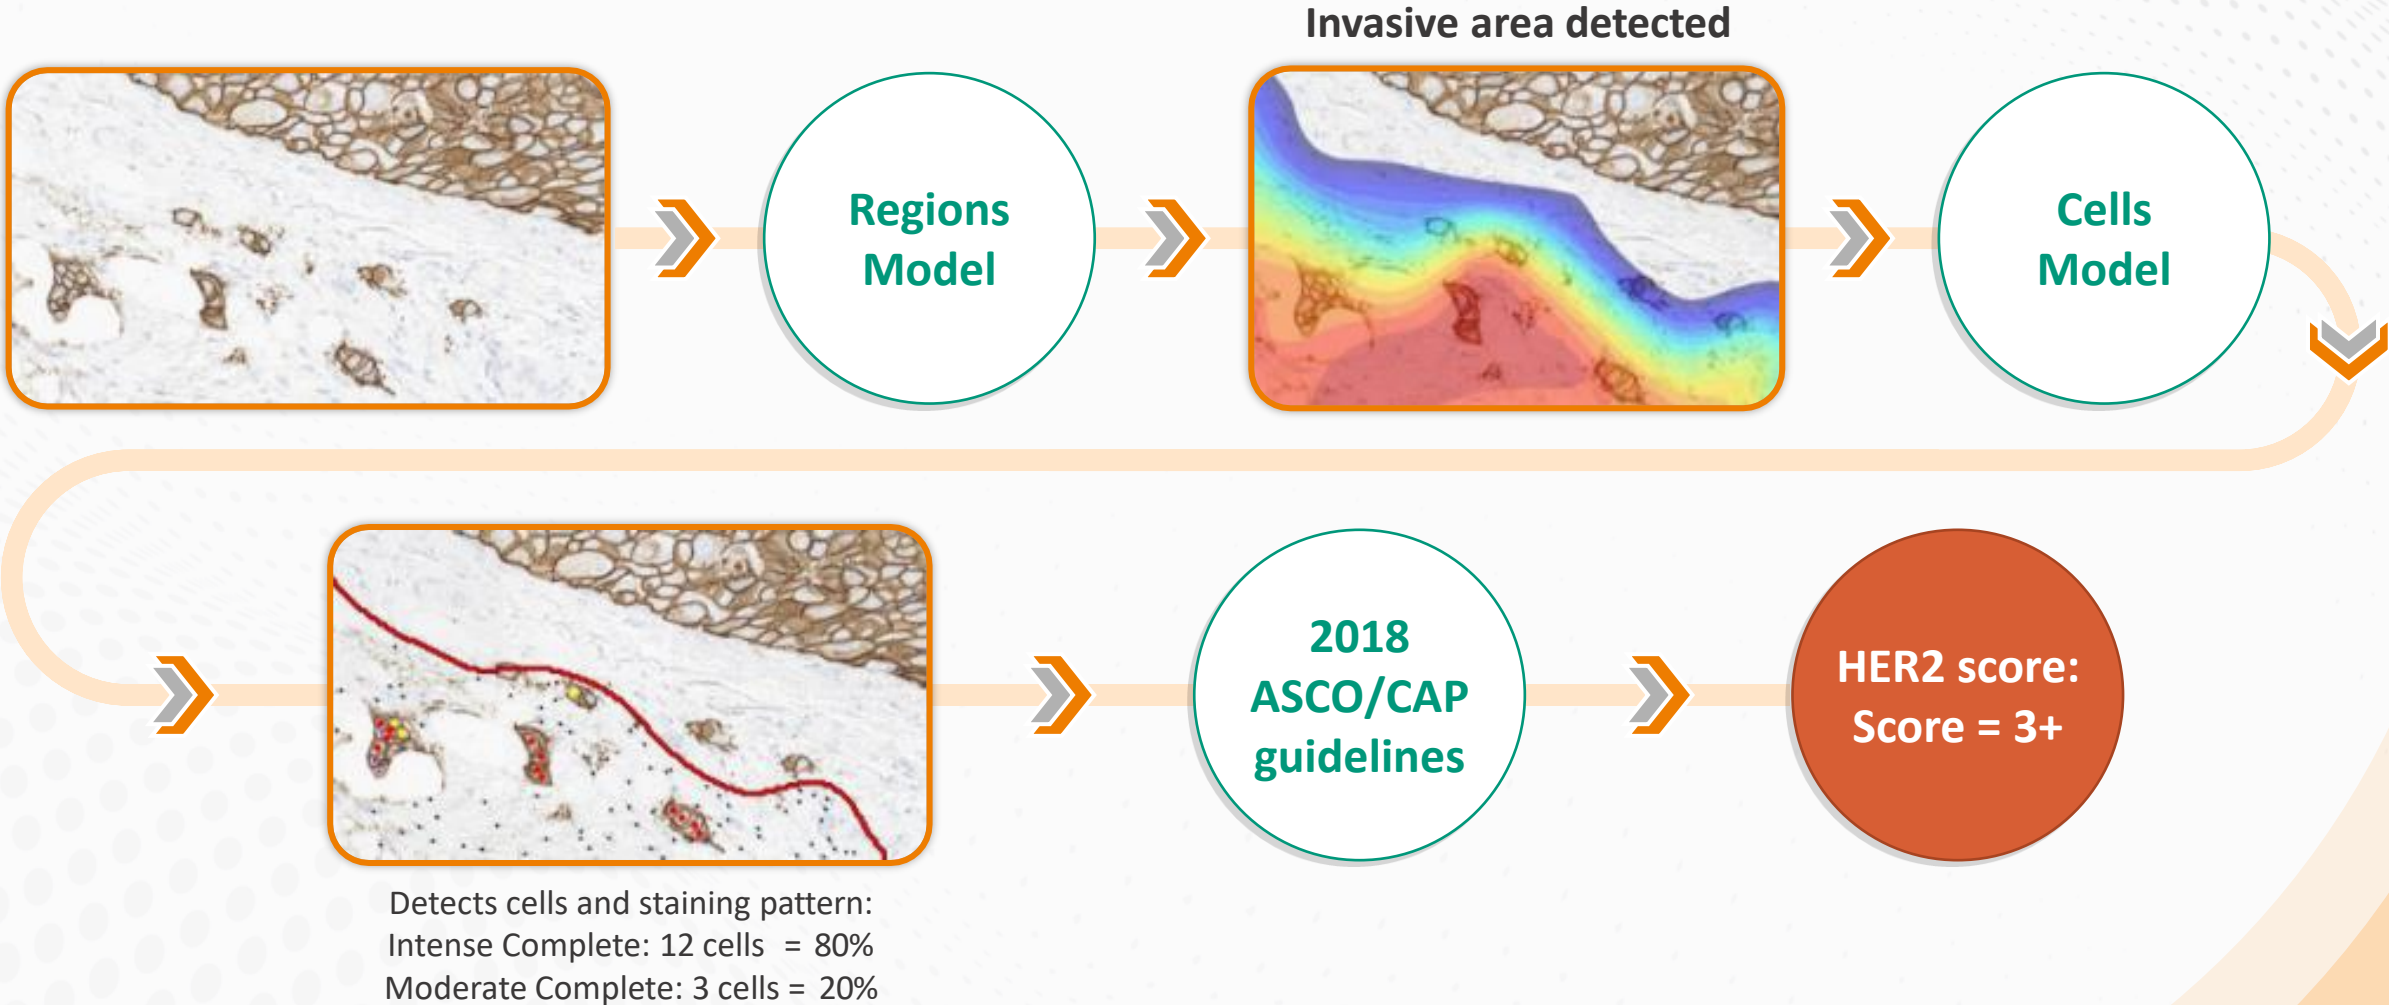 Invasive area detected
Regions
Model
Cells
Model
Detects cells and staining pattern:
Intense Complete: 12 cells = 80%
Moderate Complete: 3 cells = 20%
2018
ASCO/CAP
guidelines
HER2 score:
Score = 3+